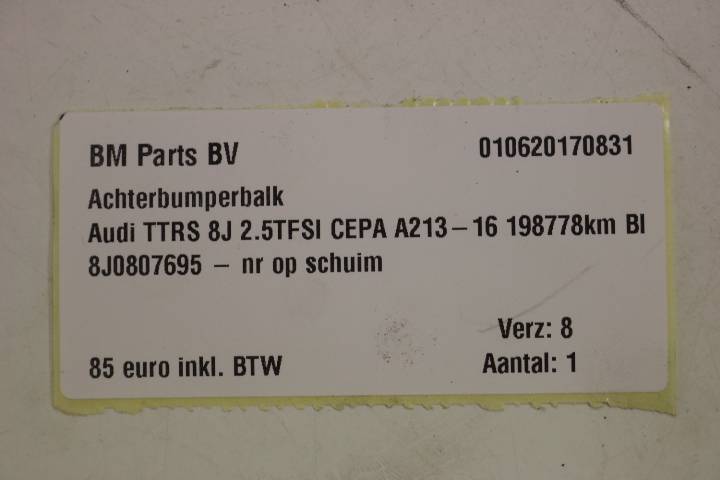 BM Parts BV 010620170831
Achterbumperbalk
Audi TTRS 8J 2.5TFSI CEPA A213-16 198778km Bl
8J0807695 - nr op schuim
Verz: 8
85 euro inkl. BTW Aantal: 1